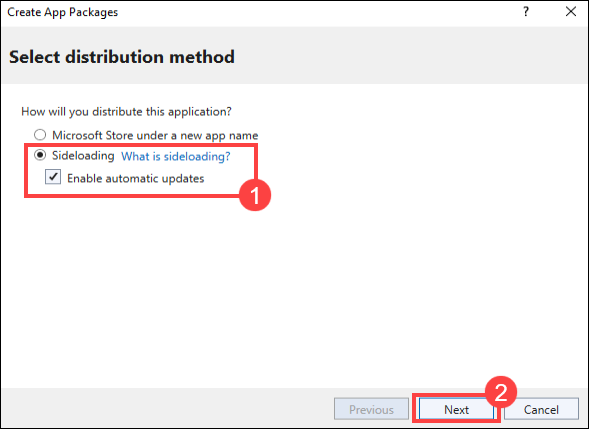 Create App Packages ?
Select distribution method
How will you distribute this application?
Microsoft Store under a new app name
Sideloading What is sideloading?
Enable automatic updates
1
2
Previous Next Cancel